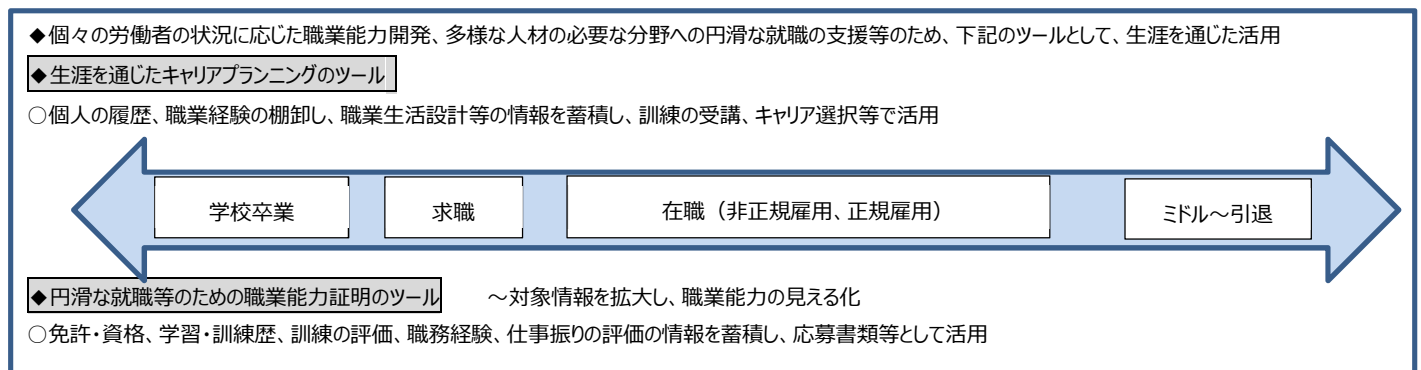 ◆個々の労働者の状況に応じた職業能力開発、多様な人材の必要な分野への円滑な就職の支援等のため、下記のツールとして、生涯を通じた活用
◆生涯を通じたキャリアプランニングのツール
○個人の履歴、職業経験の棚卸し、職業生活設計等の情報を蓄積し、訓練の受講、キャリア選択等で活用
学校卒業
求職
在職（非正規雇用、正規雇用）
ミドル～引退
◆円滑な就職等のための職業能力証明のツール ～対象情報を拡大し、職業能力の見える化
○免許・資格、学習・訓練歴、訓練の評価、職務経験、仕事振りの評価の情報を蓄積し、応募書類等として活用